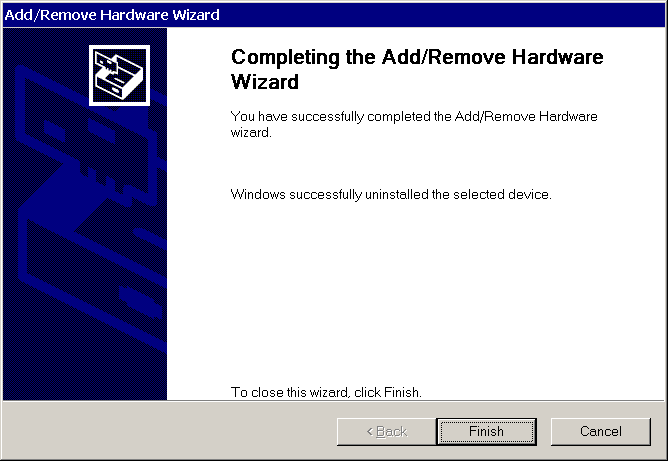 Add/Remove Hardware Wizard
Completing the Add/Remove Hardware
Wizard
You have successfully completed the Add/Remove Hardware
wizard.
Windows successfully uninstalled the selected device.
To close this wizard, click Finish.
< Back
Finish
Cancel